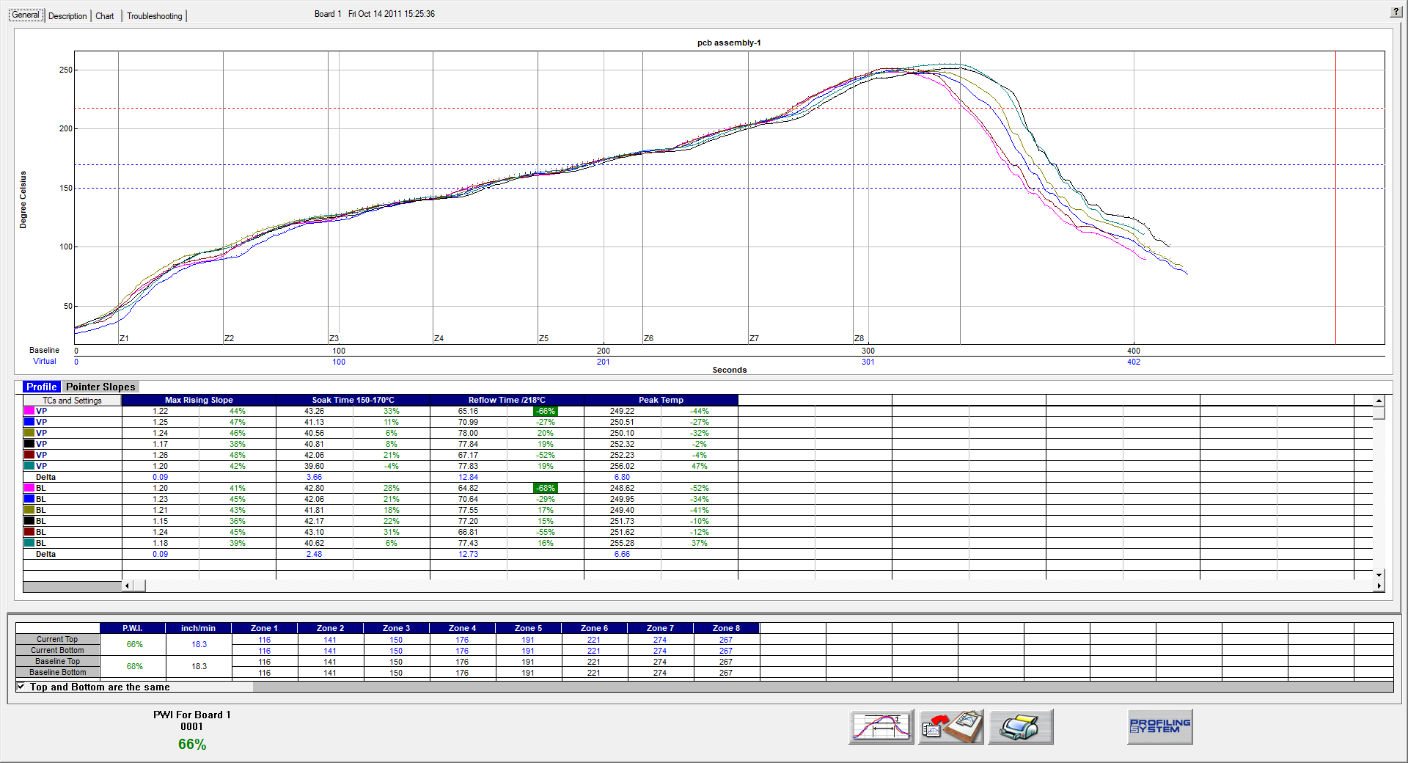 General Description Chart Troubleshooting Board 1 Fri Oct 14 2011 15:25:36 ?
pcb assembly-1
250
200
150
100
50
Degree Celsius
Z1 Z2 Z3 Z4 Z5 Z6 Z7 Z8
Baseline 0 100 200 300 400
Virtual 0 100 201 301 402
Seconds
Profile Pointer Slopes
TCs and Settings Max Rising Slope Soak Time 150-170°C Reflow Time /218°C Peak Temp
VP 1.22 44% 43.26 33% 65.16 -66% 249.22 -44%
VP 1.25 47% 41.13 11% 70.99 -27% 250.51 -27%
VP 1.24 46% 40.56 6% 78.00 20% 250.10 -32%
VP 1.17 38% 40.81 8% 77.84 19% 252.32 -2%
VP 1.26 48% 42.06 21% 67.17 -52% 252.23 -4%
VP 1.20 42% 39.60 -4% 77.83 19% 256.02 47%
Delta 0.09 3.66 12.84 6.80
BL 1.20 41% 42.80 28% 64.82 -68% 248.62 -52%
BL 1.23 45% 42.06 21% 70.64 -29% 249.95 -34%
BL 1.21 43% 41.81 18% 77.55 17% 249.40 -41%
BL 1.15 36% 42.17 22% 77.20 15% 251.73 -10%
BL 1.24 45% 43.10 31% 66.81 -55% 251.62 -12%
BL 1.18 39% 40.62 6% 77.43 16% 255.28 37%
Delta 0.09 2.48 12.73 6.66
P.W.I. inch/min Zone 1 Zone 2 Zone 3 Zone 4 Zone 5 Zone 6 Zone 7 Zone 8
Current Top 66% 18.3 116 141 150 176 191 221 274 267
Current Bottom 116 141 150 176 191 221 274 267
Baseline Top 68% 18.3 116 141 150 176 191 221 274 267
Baseline Bottom 116 141 150 176 191 221 274 267
Top and Bottom are the same
PWI For Board 1
0001
66%
PROFILING
SYSTEM